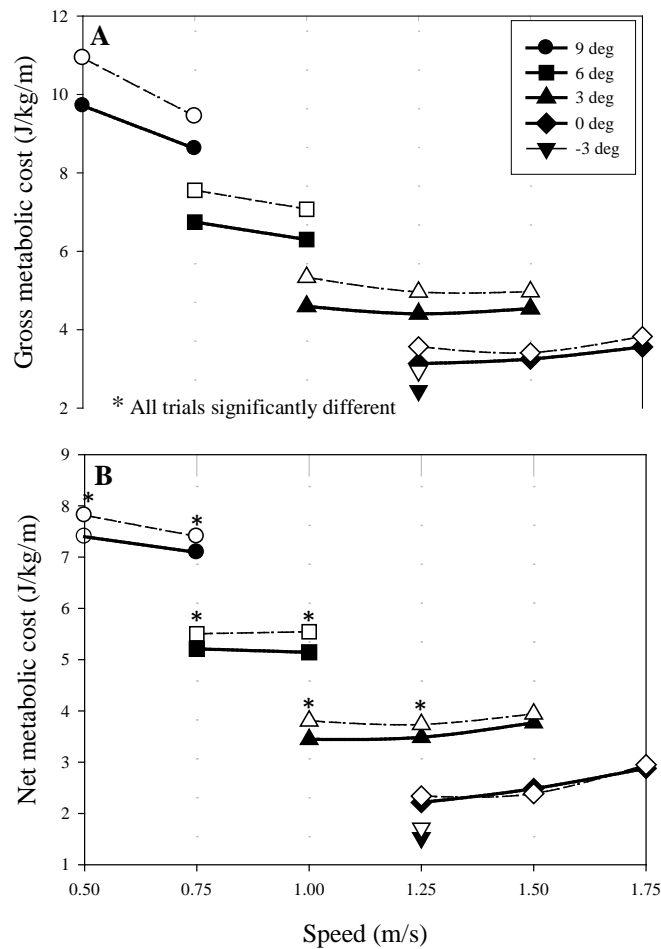 A
Gross metabolic cost (J/kg/m)
12
10
8
6
4
2
9 deg
6 deg
3 deg
0 deg
-3 deg
* All trials significantly different
B
Net metabolic cost (J/kg/m)
9
8
7
6
5
4
3
2
1
*
*
*
*
*
*
0.50 0.75 1.00 1.25 1.50 1.75
Speed (m/s)